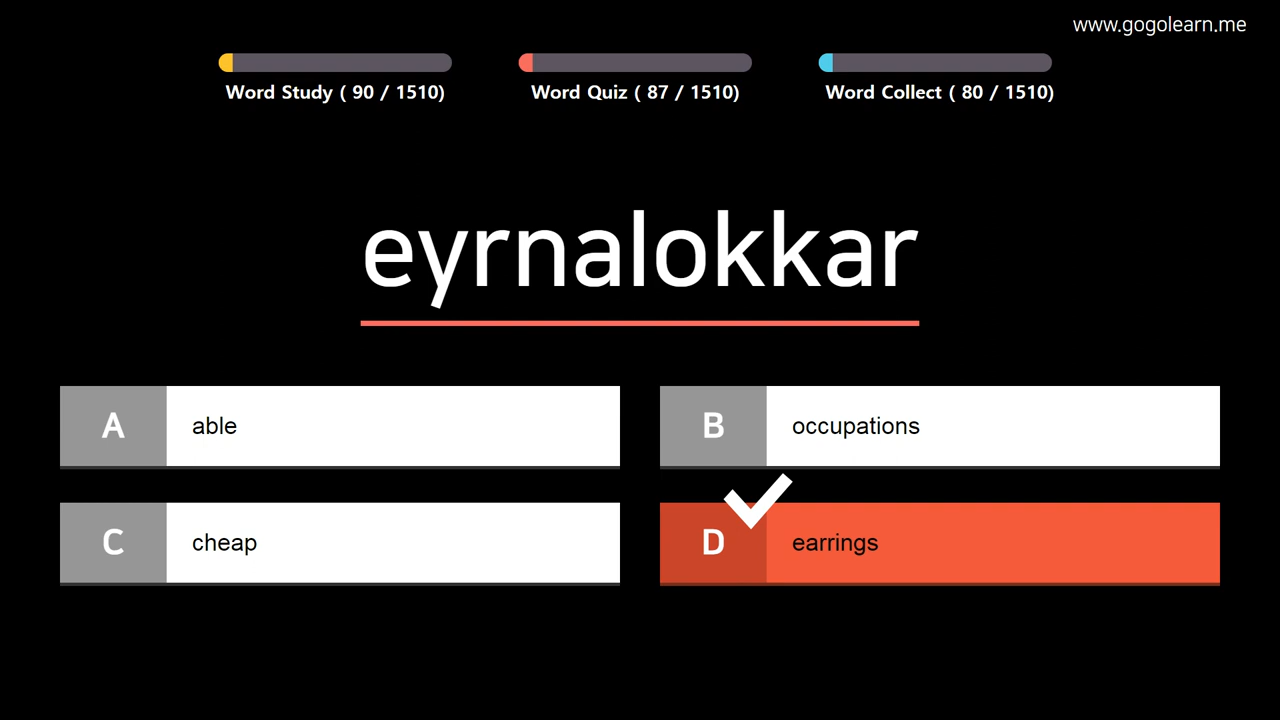 www.gogolearn.me
Word Study ( 90 / 1510)
Word Quiz ( 87 / 1510)
Word Collect ( 80 / 1510)
eyrnalokkar
A able
B occupations
C cheap
D earrings